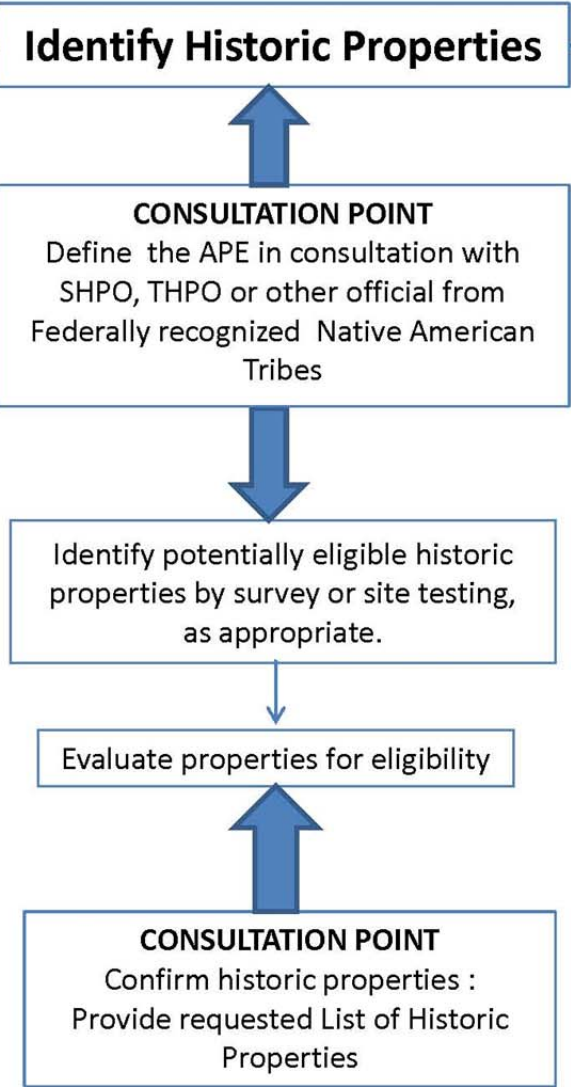 Identify Historic Properties
CONSULTATION POINT
Define the APE in consultation with
SHPO, THPO or other official from
Federally recognized Native American
Tribes
Identify potentially eligible historic
properties by survey or site testing,
as appropriate.
Evaluate properties for eligibility
CONSULTATION POINT
Confirm historic properties :
Provide requested List of Historic
Properties